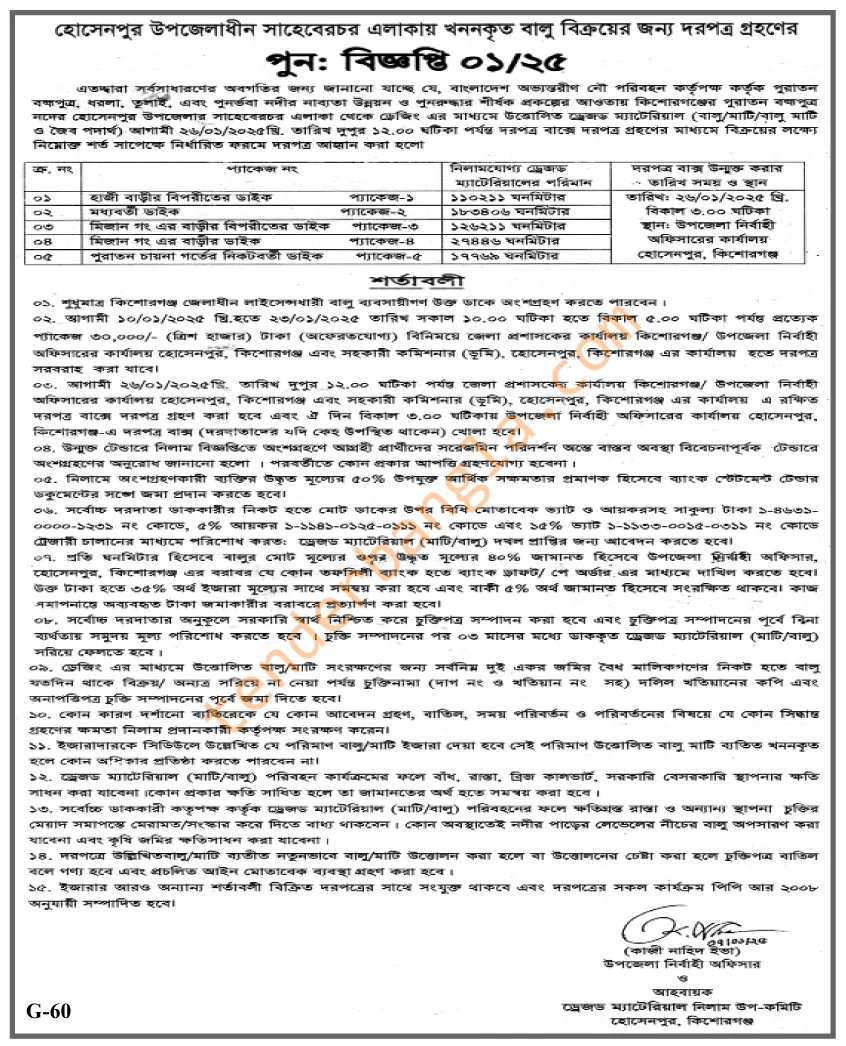 হোসেনপুর উপজেলাধীন সাহেবেরচর এলাকায় খননকৃত বালু বিক্রয়ের জন্য দরপত্র গ্রহণের
পুন: বিজ্ঞপ্তি ০১/২৫
এতদ্দারা সর্বসাধারণের অবগতির জন্য জানানো যাচ্ছে যে, বাংলাদেশ অভ্যন্তরীণ নৌ পরিবহন কর্তৃপক্ষ কর্তৃক পুরাতন
বহ্মপুত্র, ধরলা, তুলাই, এবং পুনর্ভবা নদীর নাব্যতা উন্নয়ন ও পুনরুদ্ধার শীর্ষক প্রকল্পের আওতায় কিশোরগঞ্জের পুরাতন বহ্মপুত্র
নদের হোসেনপুর উপজেলার সাহেবেরচর এলাকা থেকে ড্রেজিং এর মাধ্যমে উত্তোলিত ড্রেজড ম্যাটেরিয়াল (বালু/মাটি/বালু মাটি
ও জৈব পদার্থ) আগামী ২৬/০১/২০২৫খ্রি. তারিখ দুপুর ১২.০০ ঘটিকা পর্যন্ত দরপত্র বাক্সে দরপত্র গ্রহণের মাধ্যমে বিক্রয়ের লক্ষ্যে
নিম্নোক্ত শর্ত সাপেক্ষে নির্ধারিত ফরমে দরপত্র আহ্বান করা হলো
ক্র. নং প্যাকেজ নং নিলামযোগ্য ড্রেজড ম্যাটেরিয়ালের পরিমান দরপত্র বাক্স উন্মুক্ত করার তারিখ সময় ও স্থান
০১ হাজী বাড়ীর বিপরীতের ডাইক প্যাকেজ-১ ১১০২১১ ঘনমিটার তারিখ: ২৬/০১/২০২৫ খ্রি.
০২ মধ্যবর্তী ডাইক প্যাকেজ-২ ১৮৩৪০৬ ঘনমিটার বিকাল ৩.০০ ঘটিকা
০৩ মিজান গং এর বাড়ীর বিপরীতের ডাইক প্যাকেজ-৩ ১২৬২১১ ঘনমিটার স্থান: উপজেলা নির্বাহী
০৪ মিজান গং এর বাড়ীর ডাইক প্যাকেজ-৪ ২৭৪৪৬ ঘনমিটার অফিসারের কার্যালয়
০৫ পুরাতন চায়না গর্তের নিকটবর্তী ডাইক প্যাকেজ-৫ ১৭৭৬৯ ঘনমিটার হোসেনপুর, কিশোরগঞ্জ
শর্তাবলী
০১. শুধুমাত্র কিশোরগঞ্জ জেলাধীন লাইসেন্সধারী বালু ব্যবসায়ীগণ উক্ত ডাকে অংশগ্রহণ করতে পারবেন।
০২. আগামী ১০/০১/২০২৫ খ্রি.হতে ২৩/০১/২০২৫ তারিখ সকাল ১০.০০ ঘটিকা হতে বিকাল ৫.০০ ঘটিকা পর্যন্ত প্রত্যেক
প্যাকেজ ৩০,০০০/- (ত্রিশ হাজার) টাকা (অফেরতযোগ্য) বিনিময়ে জেলা প্রশাসকের কার্যালয় কিশোরগঞ্জ/ উপজেলা নির্বাহী
অফিসারের কার্যালয় হোসেনপুর, কিশোরগঞ্জ এবং সহকারী কমিশনার (ভূমি), হোসেনপুর, কিশোরগঞ্জ এর কার্যালয় হতে দরপত্র
সরবরাহ করা যাবে।
০৩. আগামী ২৬/০১/২০২৫খ্রি. তারিখ দুপুর ১২.০০ ঘটিকা পর্যন্ত জেলা প্রশাসকের কার্যালয় কিশোরগঞ্জ/ উপজেলা নির্বাহী
অফিসারের কার্যালয় হোসেনপুর, কিশোরগঞ্জ এবং সহকারী কমিশনার (ভূমি), হোসেনপুর, কিশোরগঞ্জ এর কার্যালয় এ রক্ষিত
দরপত্র বাক্সে দরপত্র গ্রহণ করা হবে এবং ঐ দিন বিকাল ৩.০০ ঘটিকায় উপজেলা নির্বাহী অফিসারের কার্যালয় হোসেনপুর,
কিশোরগঞ্জ-এ দরপত্র বাক্স (দরদাতাদের যদি কেহ উপস্থিত থাকেন) খোলা হবে।
০৪. উন্মুক্ত টেন্ডারে নিলাম বিজ্ঞপ্তিতে অংশগ্রহণে আগ্রহী প্রার্থীদের সরেজমিন পরিদর্শন অন্তে বাস্তব অবস্থা বিবেচনাপূর্বক টেন্ডারে
অংশগ্রহণের অনুরোধ জানানো হলো । পরবর্তীতে কোন প্রকার আপত্তি গ্রহণযোগ্য হবেনা।
০৫. নিলামে অংশগ্রহণকারী ব্যক্তির উদ্ধৃত মূল্যের ৫০% উপযুক্ত আর্থিক সক্ষমতার প্রমাণক হিসেবে ব্যাংক স্টেটমেন্ট টেন্ডার
ডকুমেন্টের সঙ্গে জমা প্রদান করতে হবে।
০৬. সর্বোচ্চ দরদাতা ডাককারীর নিকট হতে মোট ডাকের উপর বিধি মোতাবেক ভ্যাট ও আয়করসহ সাকুল্য টাকা ১-৪৬৩১-
০০০০-১২৩১ নং কোডে, ৫% আয়কর ১-১১৪১-০১২৫-০১১১ নং কোডে এবং ১৫% ভ্যাট ১-১১৩৩-০০১৫-০৩১১ নং কোডে
ট্রেজারী চালানের মাধ্যমে পরিশোধ করত: ড্রেজড ম্যাটেরিয়াল (মাটি/বালু) দখল প্রাপ্তির জন্য আবেদন করতে হবে।
০৭. প্রতি ঘনমিটার হিসেবে বালুর মোট মূল্যের ওপর উদ্ধৃত মূল্যের ৪০% জামানত হিসেবে উপজেলা নির্বাহী অফিসার,
হোসেনপুর, কিশোরগঞ্জ এর বরাবর যে কোন তফসিলী ব্যাংক হতে ব্যাংক ড্রাফট/ পে অর্ডার এর মাধ্যমে দাখিল করতে হবে।
উক্ত টাকা হতে ৩৫% অর্থ ইজারা মূল্যের সাথে সমন্বয় করা হবে এবং বাকী ৫% অর্থ জামানত হিসেবে সংরক্ষিত থাকবে। কাজ
সমাপনান্তে অব্যবহৃত টাকা জমাকারীর বরাবরে প্রত্যার্পণ করা হবে।
০৮. সর্বোচ্চ দরদাতার অনুকুলে সরকারি স্বার্থ নিশ্চিত করে চুক্তিপত্র সম্পাদন করা হবে এবং চুক্তিপত্র সম্পাদনের পূর্বে বিনা
ব্যর্থতায় সমুদয় মূল্য পরিশোধ করতে হবে । চুক্তি সম্পাদনের পর ০৩ মাসের মধ্যে ডাককৃত ড্রেজড ম্যাটেরিয়াল (মাটি/বালু)
সরিয়ে ফেলতে হবে।
০৯. ড্রেজিং এর মাধ্যমে উত্তোলিত বালু/মাটি সংরক্ষণের জন্য সর্বনিম্ন দুই একর জমির বৈধ মালিকগণের নিকট হতে বালু
যতদিন থাকে বিক্রয়/ অন্যত্র সরিয়ে না নেয়া পর্যন্ত চুক্তিনামা (দাগ নং ও খতিয়ান নং সহ) দলিল খতিয়ানের কপি এবং
অনাপত্তিপত্র চুক্তি সম্পাদনের পূর্বে জমা দিতে হবে।
১০. কোন কারণ দর্শানো ব্যতিরেকে যে কোন আবেদন গ্রহণ, বাতিল, সময় পরিবর্তন ও পরিবর্তনের বিষয়ে যে কোন সিদ্ধান্ত
গ্রহণের ক্ষমতা নিলাম প্রদানকারী কর্তৃপক্ষ সংরক্ষণ করেন।
১১. ইজারাদারকে সিডিউলে উল্লেখিত যে পরিমাণ বালু/মাটি ইজারা দেয়া হবে সেই পরিমাণ উত্তোলিত বালু মাটি ব্যতিত খননকৃত
হলে কোন অধিকার প্রতিষ্ঠা করতে পারবেন না।
১২. ড্রেজড ম্যাটেরিয়াল (মাটি/বালু) পরিবহন কার্যক্রমের ফলে বাঁধ, রাস্তা, ব্রিজ কালভার্ট, সরকারি বেসরকারি স্থাপনার ক্ষতি
সাধন করা যাবেনা ।কোন প্রকার ক্ষতি সাধিত হলে তা জামানতের অর্থ হতে সমন্বয় করা হবে।
১৩. সর্বোচ্চ ডাককারী কতৃপক্ষ কর্তৃক ড্রেজড ম্যাটেরিয়াল (মাটি/বালু) পরিবহনের ফলে ক্ষতিগ্রস্ত রাস্তা ও অন্যান্য স্থাপনা চুক্তির
মেয়াদ সমাপন্তে মেরামত/সংস্কার করে দিতে বাধ্য থাকবেন। কোন অবস্থাতেই নদীর পাড়ের লেভেলের নীচের বালু অপসারণ করা
যাবেনা এবং কৃষি জমির ক্ষতিসাধন করা যাবেনা।
১৪. দরপত্রে উল্লিখিতবালু/মাটি ব্যতীত নতুনভাবে বালু/মাটি উত্তোলন করা হলে বা উত্তোলনের চেষ্টা করা হলে চুক্তিপত্র বাতিল
বলে গণ্য হবে এবং প্রচলিত আইন মোতাবেক ব্যবস্থা গ্রহণ করা হবে।
১৫. ইজারার আরও অন্যান্য শর্তাবলী বিক্রিত দরপত্রের সাথে সংযুক্ত থাকবে এবং দরপত্রের সকল কার্যক্রম পিপি আর ২০০৮
অনুযায়ী সম্পাদিত হবে।
০৭/০১/২৫
(কাজী নাহিদ ইভা)
উপজেলা নির্বাহী অফিসার
ও
আহবায়ক
ড্রেজড ম্যাটেরিয়াল নিলাম উপ-কমিটি
হোসেনপুর, কিশোরগঞ্জ
G-60
tenderbangla.com